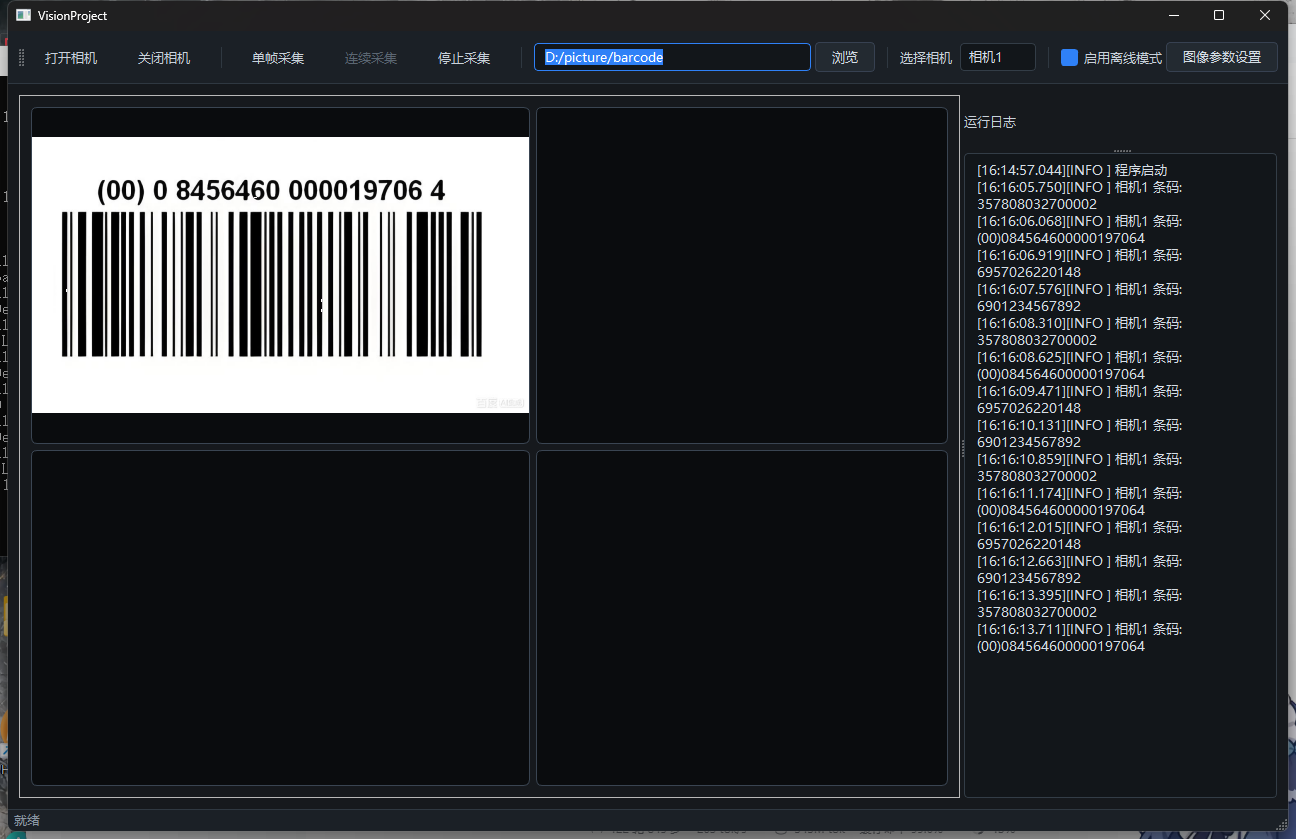 VisionProject
打开相机 关闭相机 单帧采集 连续采集 停止采集 D:/picture/barcode 浏览 选择相机 相机1 启用离线模式 图像参数设置
(00) 0 8456460 000019706 4
运行日志
[16:14:57.044][INFO ] 程序启动
[16:16:05.750][INFO ] 相机1 条码:
357808032700002
[16:16:06.068][INFO ] 相机1 条码:
(00)084564600000197064
[16:16:06.919][INFO ] 相机1 条码:
6957026220148
[16:16:07.576][INFO ] 相机1 条码:
6901234567892
[16:16:08.310][INFO ] 相机1 条码:
357808032700002
[16:16:08.625][INFO ] 相机1 条码:
(00)084564600000197064
[16:16:09.471][INFO ] 相机1 条码:
6957026220148
[16:16:10.131][INFO ] 相机1 条码:
6901234567892
[16:16:10.859][INFO ] 相机1 条码:
357808032700002
[16:16:11.174][INFO ] 相机1 条码:
(00)084564600000197064
[16:16:12.015][INFO ] 相机1 条码:
6957026220148
[16:16:12.663][INFO ] 相机1 条码:
6901234567892
[16:16:13.395][INFO ] 相机1 条码:
357808032700002
[16:16:13.711][INFO ] 相机1 条码:
(00)084564600000197064
就绪